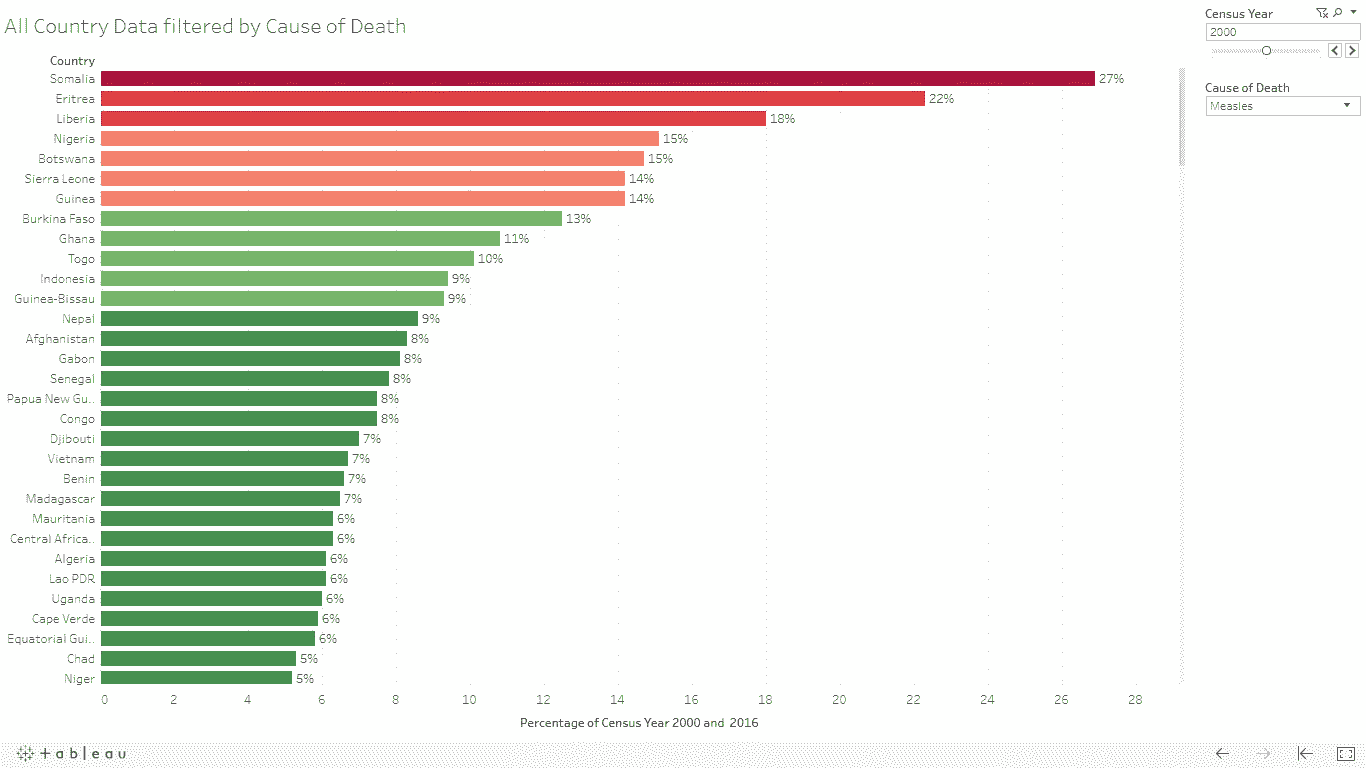 All Country Data filtered by Cause of Death
Census Year
2000
Cause of Death
Measles
Country
Somalia 27%
Eritrea 22%
Liberia 18%
Nigeria 15%
Botswana 15%
Sierra Leone 14%
Guinea 14%
Burkina Faso 13%
Ghana 11%
Togo 10%
Indonesia 9%
Guinea-Bissau 9%
Nepal 9%
Afghanistan 8%
Gabon 8%
Senegal 8%
Papua New Gu.. 8%
Congo 8%
Djibouti 7%
Vietnam 7%
Benin 7%
Madagascar 7%
Mauritania 6%
Central Africa.. 6%
Algeria 6%
Lao PDR 6%
Uganda 6%
Cape Verde 6%
Equatorial Gui.. 6%
Chad 5%
Niger 5%
0 2 4 6 8 10 12 14 16 18 20 22 24 26 28
Percentage of Census Year 2000 and 2016
+ableau